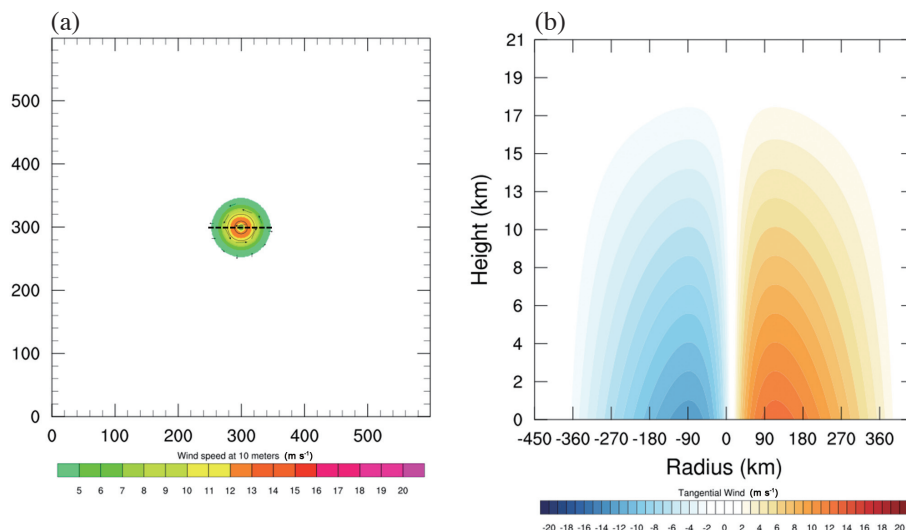 (a)
500
400
300
200
100
0
0
100
200
300
400
500
Wind speed at 10 meters (m s⁻¹)
5 6 7 8 9 10 11 12 13 14 15 16 17 18 19 20
(b)
21
19
17
15
13
10
8
6
4
2
1
0
Height (km)
-450 -360 -270 -180 -90 0 90 180 270 360
Radius (km)
Tangential Wind (m s⁻¹)
-20 -18 -16 -14 -12 -10 -8 -6 -4 -2 0 2 4 6 8 10 12 14 16 18 20